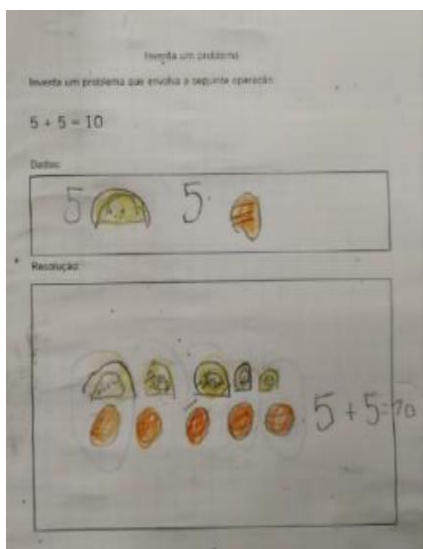 Inventa um problema
Inventa um problema que envolva a seguinte operação:
5 + 5 = 10
Dados:
5 5
Resolução:
5 + 5 = 10